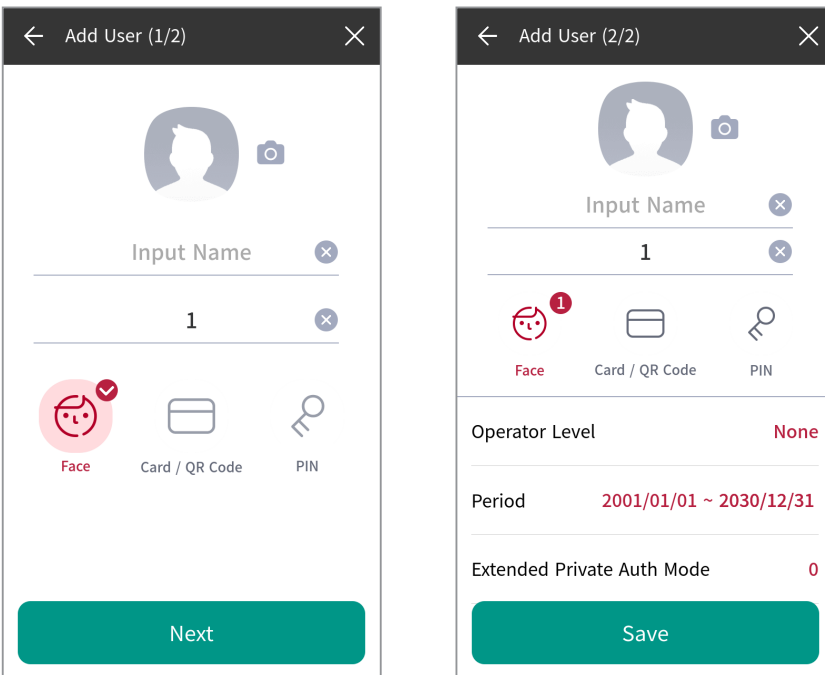 Add User (1/2)
Input Name
1
Face
Card / QR Code
PIN
Next
Add User (2/2)
Input Name
1
1
Face
Card / QR Code
PIN
Operator Level None
Period 2001/01/01 ~ 2030/12/31
Extended Private Auth Mode 0
Save